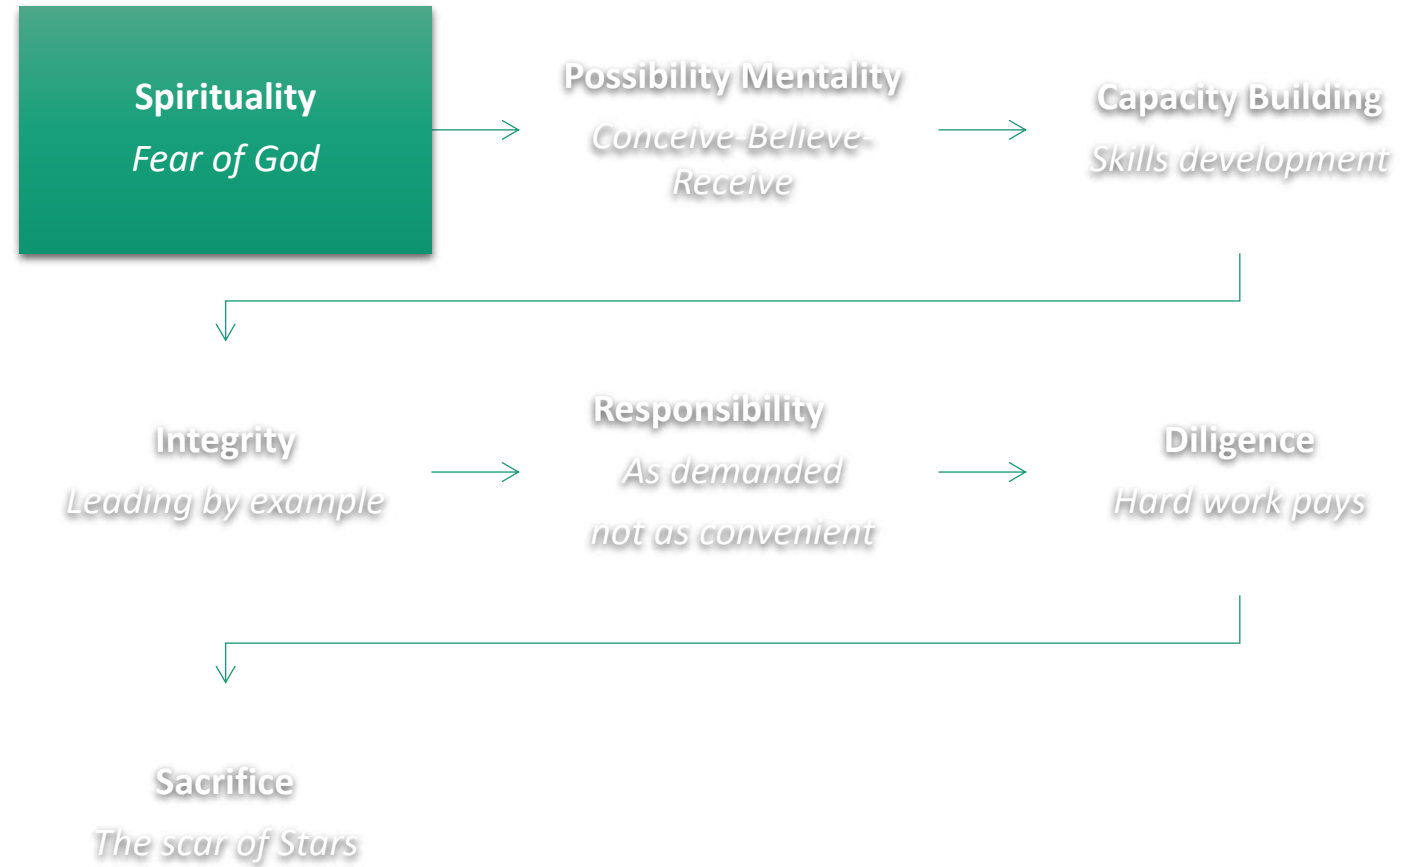 Spirituality
Fear of God
Possibility Mentality
Conceive-Believe-
Receive
Capacity Building
Skills development
Integrity
Leading by example
Responsibility
As demanded
not as convenient
Diligence
Hard work pays
Sacrifice
The scar of Stars